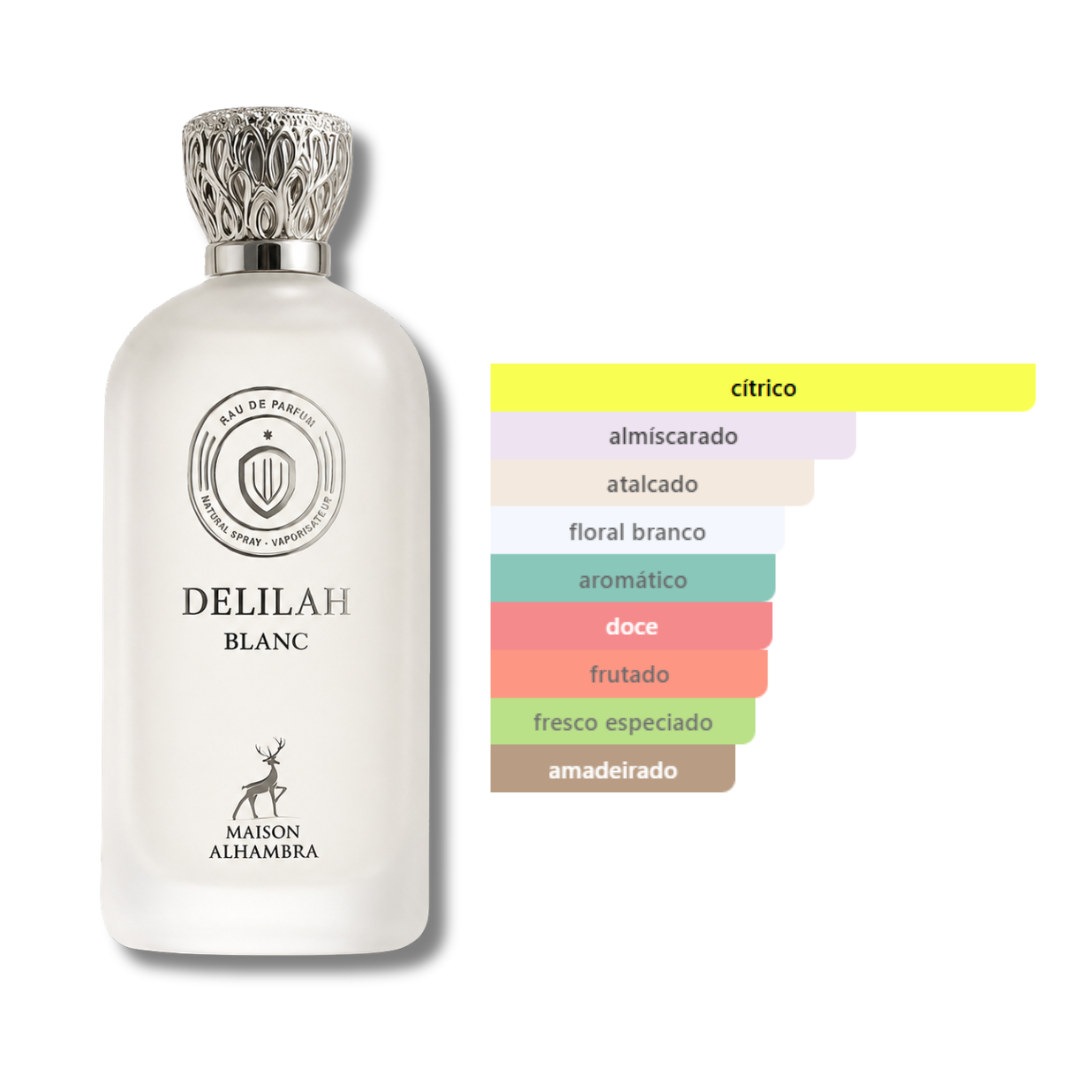 RAU DE PARFUM
NATURAL SPRAY · VAPORISATEUR
DELILAH
BLANC
MAISON
ALHAMBRA
cítrico
almíscarado
atalcado
floral branco
aromático
doce
frutado
fresco especiado
amadeirado